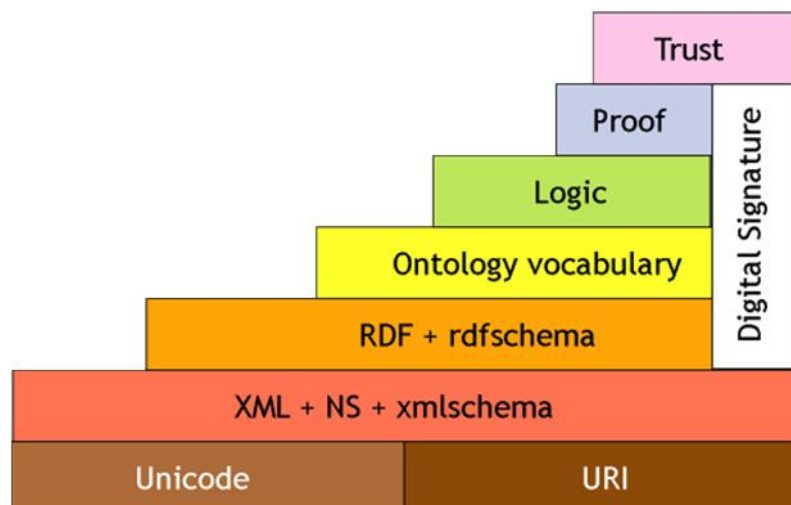 Trust
Proof
Digital Signature
Logic
Ontology vocabulary
RDF + rdfschema
XML + NS + xmlschema
Unicode
URI